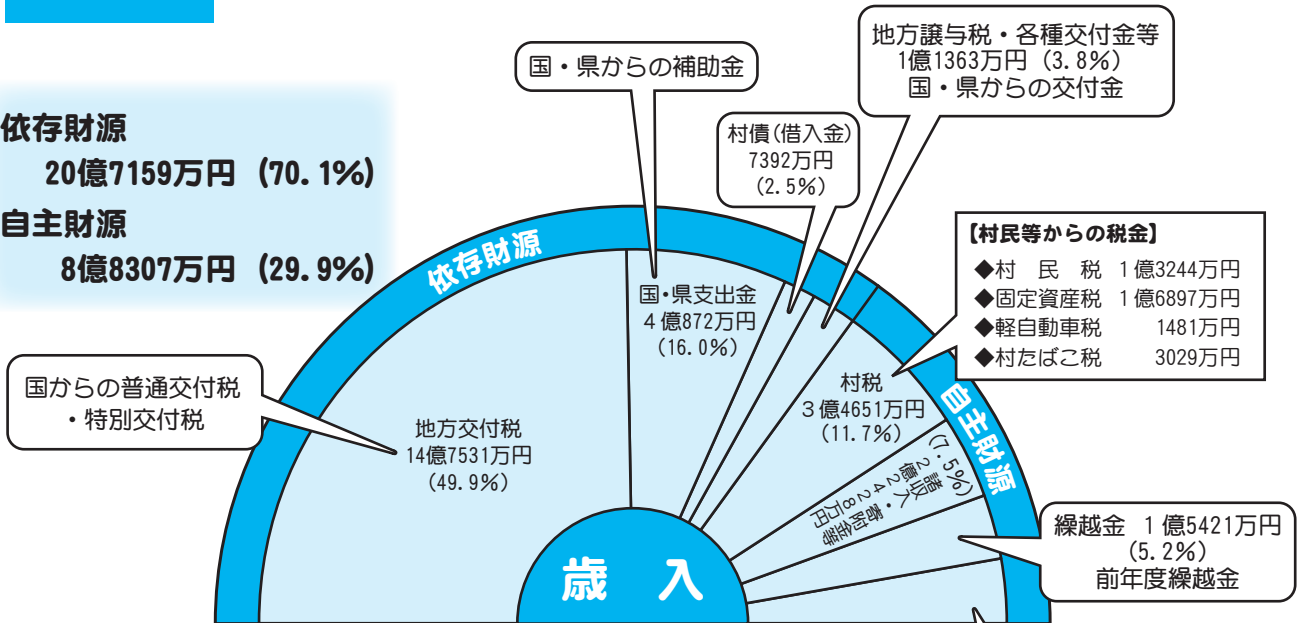 依存財源
20億7159万円 (70.1%)
自主財源
8億8307万円 (29.9%)
国・県からの補助金
村債(借入金)
7392万円
(2.5%)
地方譲与税・各種交付金等
1億1363万円 (3.8%)
国・県からの交付金
【村民等からの税金】
◆村民税 1億3244万円
◆固定資産税 1億6897万円
◆軽自動車税 1481万円
◆村たばこ税 3029万円
国からの普通交付税
・特別交付税
依存財源
地方交付税
14億7531万円
(49.9%)
国・県支出金
4億872万円
(16.0%)
村税
3億4651万円
(11.7%)
自主財源
諸収入・寄附金等
2億2428万円
(7.5%)
繰越金 1億5421万円
(5.2%)
前年度繰越金
歳入